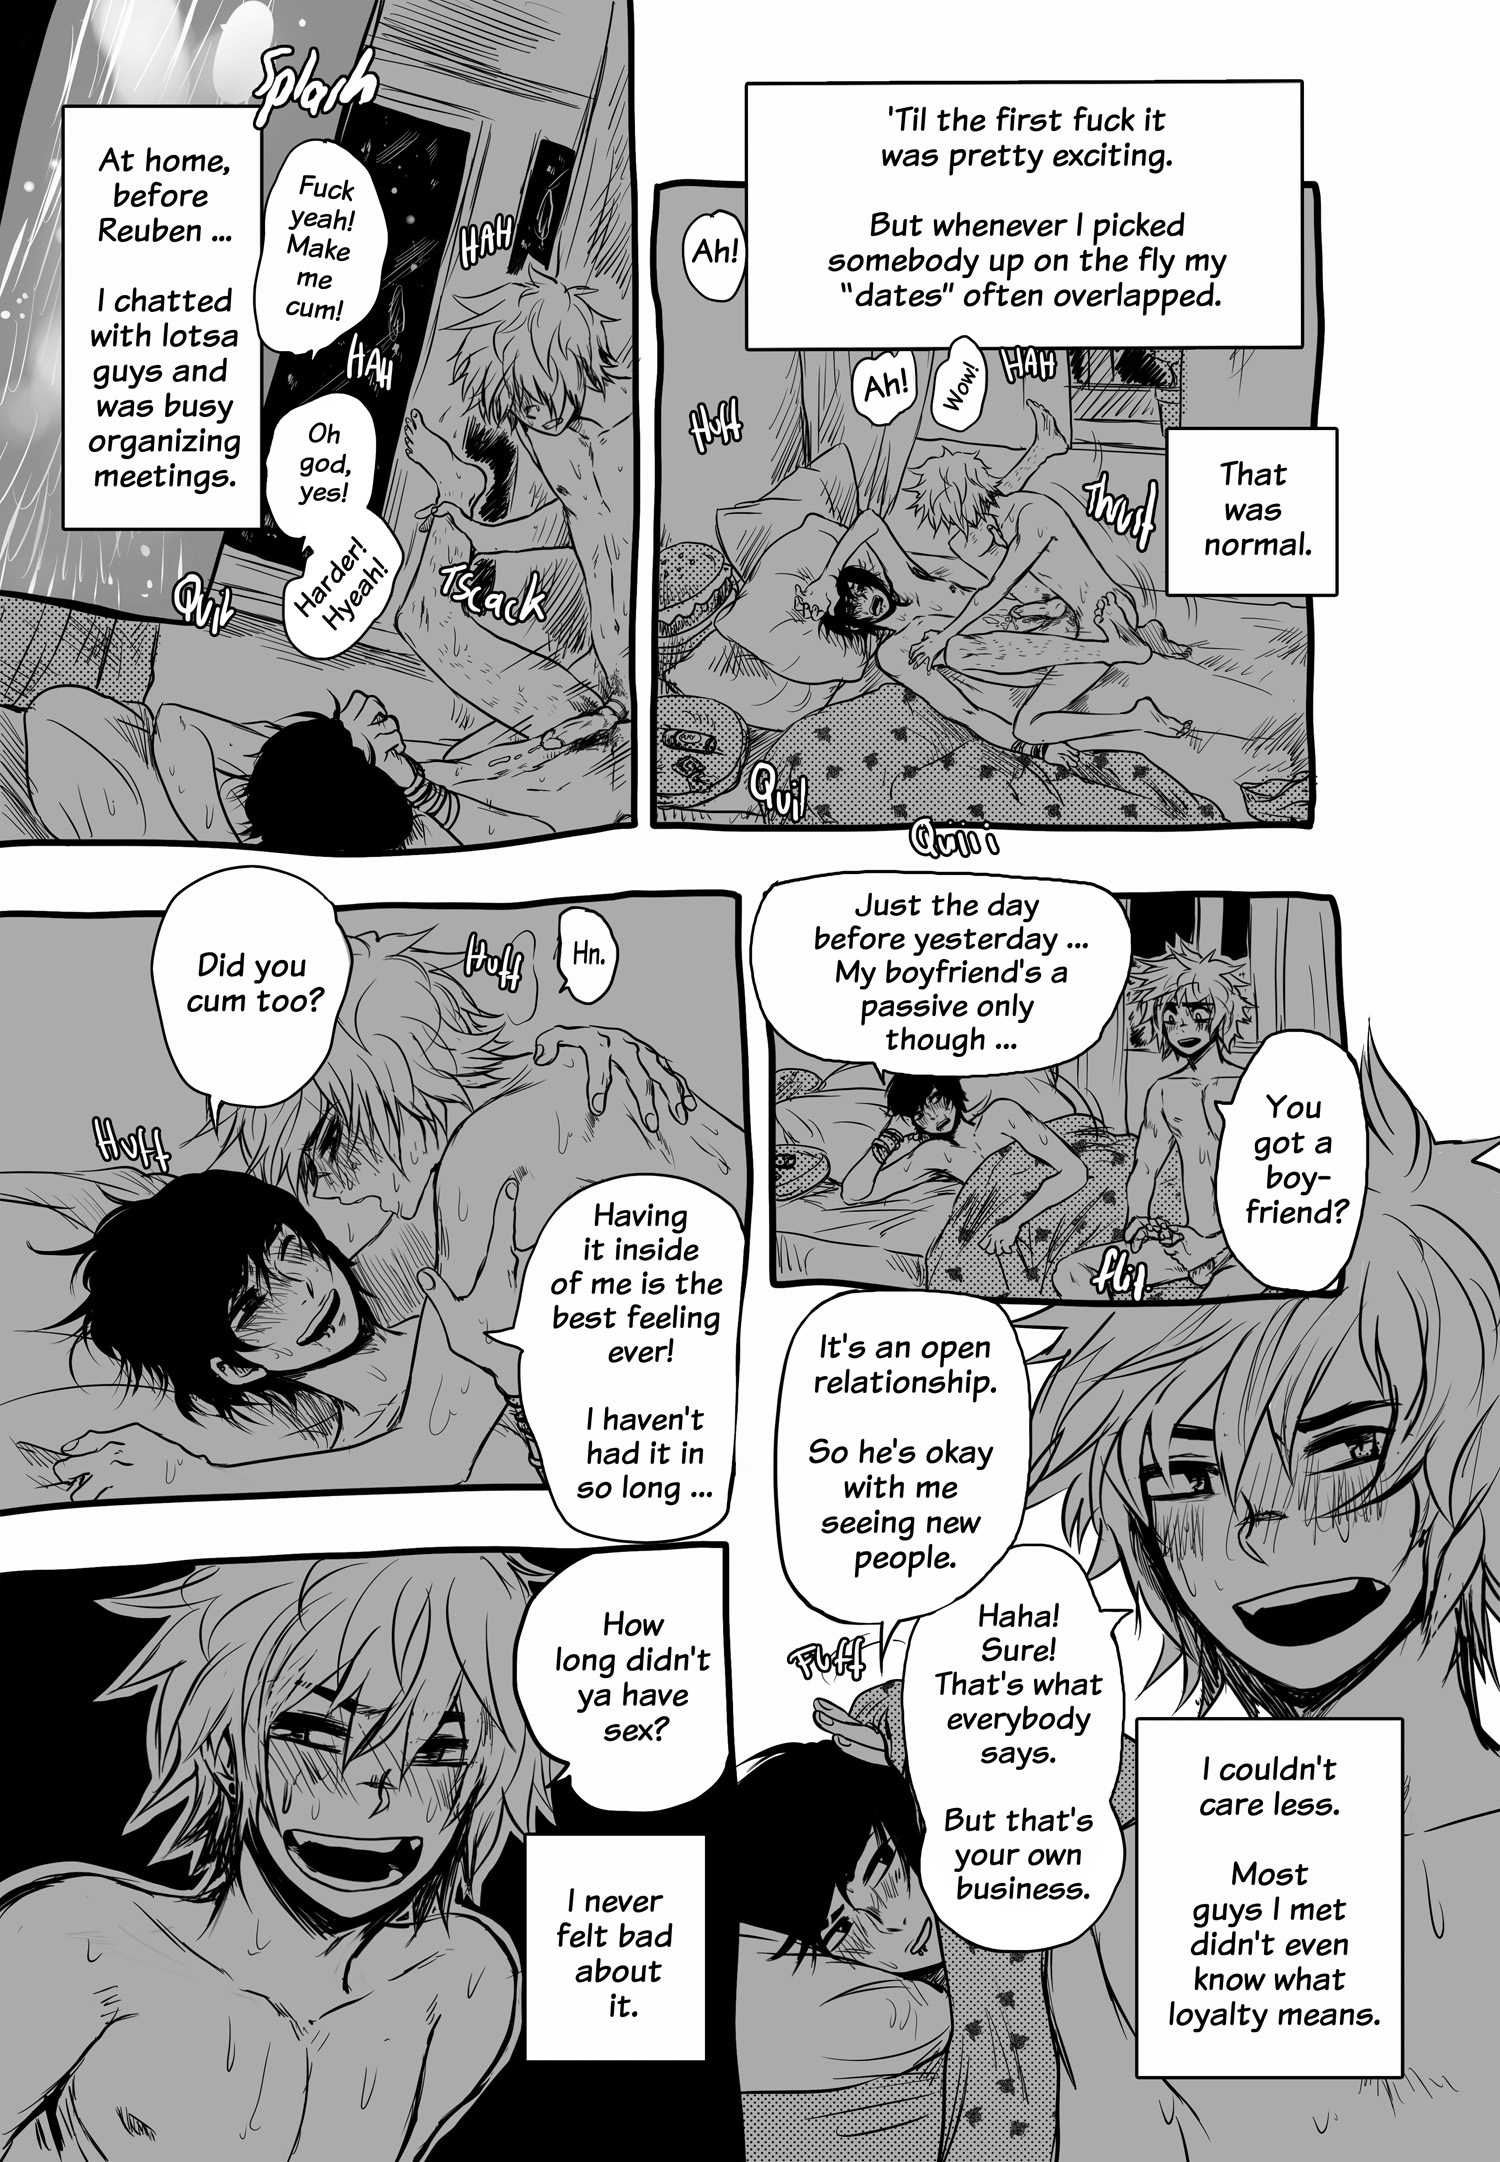 Splash
At home,
before
Reuben ...
I chatted
with lotsa
guys and
was busy
organizing
meetings.
Fuck
yeah!
Make
me
cum!
HAH
HAH
Oh
god,
yes!
Harder!
Hyeah!
TSCACK
QUIL
'Til the first fuck it
was pretty exciting.
But whenever I picked
somebody up on the fly my
"dates" often overlapped.
Ah!
Ah!
Wow!
HAH
Huff
Thrust
That
was
normal.
Quil
Quiiii
Did you
cum too?
Huff
Hn.
Huff
Having
it inside
of me is the
best feeling
ever!
I haven't
had it in
so long ...
Just the day
before yesterday ...
My boyfriend's a
passive only
though ...
You
got a
boy-
friend?
flil
It's an open
relationship.
So he's okay
with me
seeing new
people.
Haha!
Sure!
That's what
everybody
says.
But that's
your own
business.
Fuff
I couldn't
care less.
Most
guys I met
didn't even
know what
loyalty means.
How
long didn't
ya have
sex?
I never
felt bad
about
it.